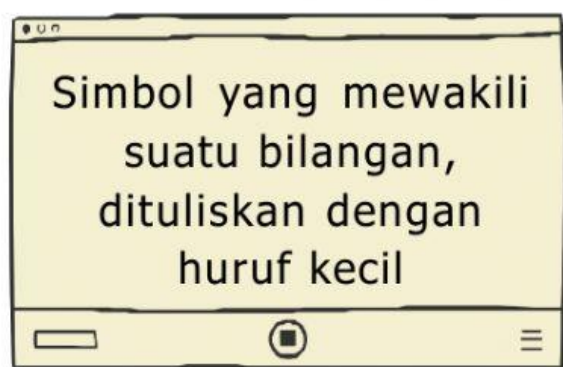 Simbol yang mewakili
suatu bilangan,
dituliskan dengan
huruf kecil